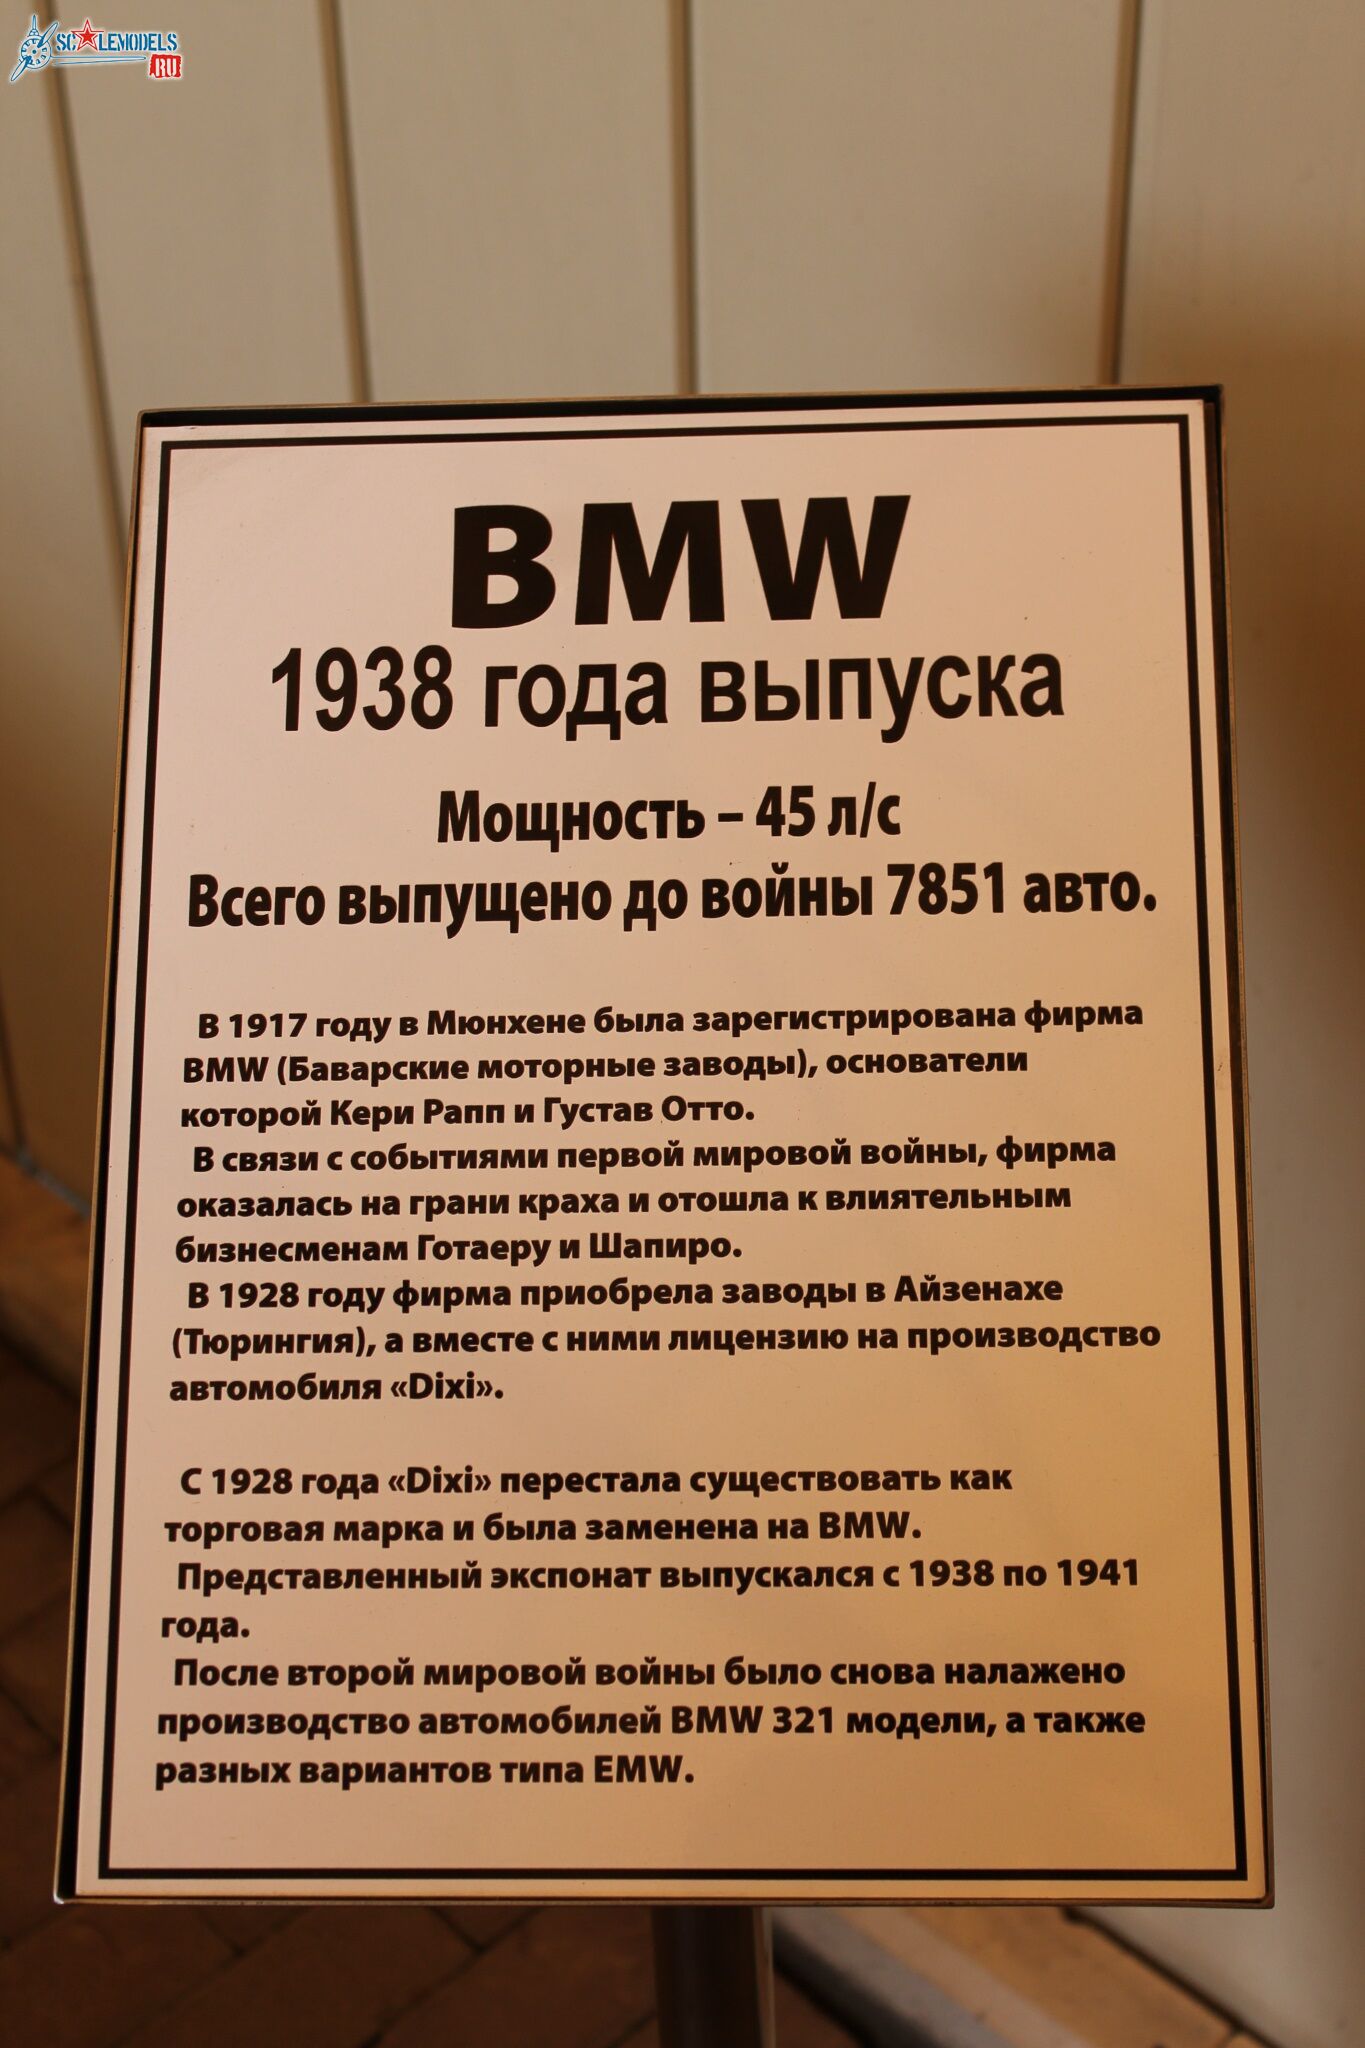 SCALEMODELS
RU
BMW
1938 года выпуска
Мощность – 45 л/с
Всего выпущено до войны 7851 авто.
В 1917 году в Мюнхене была зарегистрирована фирма
BMW (Баварские моторные заводы), основатели
которой Кери Рапп и Густав Отто.
В связи с событиями первой мировой войны, фирма
оказалась на грани краха и отошла к влиятельным
бизнесменам Готаеру и Шапиро.
В 1928 году фирма приобрела заводы в Айзенахе
(Тюрингия), а вместе с ними лицензию на производство
автомобиля «Dixi».
С 1928 года «Dixi» перестала существовать как
торговая марка и была заменена на BMW.
Представленный экспонат выпускался с 1938 по 1941
года.
После второй мировой войны было снова налажено
производство автомобилей BMW 321 модели, а также
разных вариантов типа EMW.